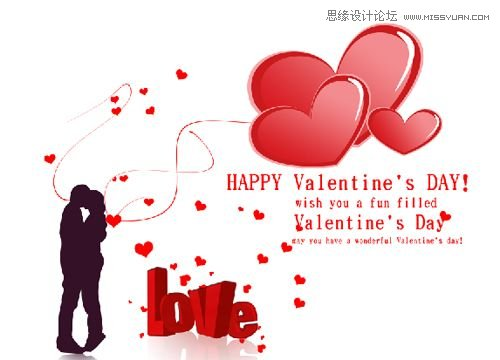 思缘设计论坛 WWW.MISSYUAN.COM
HAPPY Valentine's DAY!
wish you a fun filled
Valentine's Day
may you have a wonderful Valentine's day!
love